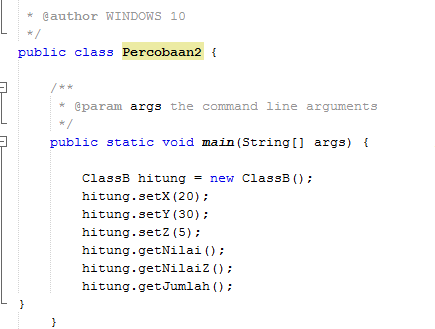 * @author WINDOWS 10
 */
public class Percobaan2 {

    /**
     * @param args the command line arguments
     */
    public static void main(String[] args) {

        ClassB hitung = new ClassB();
        hitung.setX(20);
        hitung.setY(30);
        hitung.setZ(5);
        hitung.getNilai();
        hitung.getNilaiZ();
        hitung.getJumlah();
}
    }